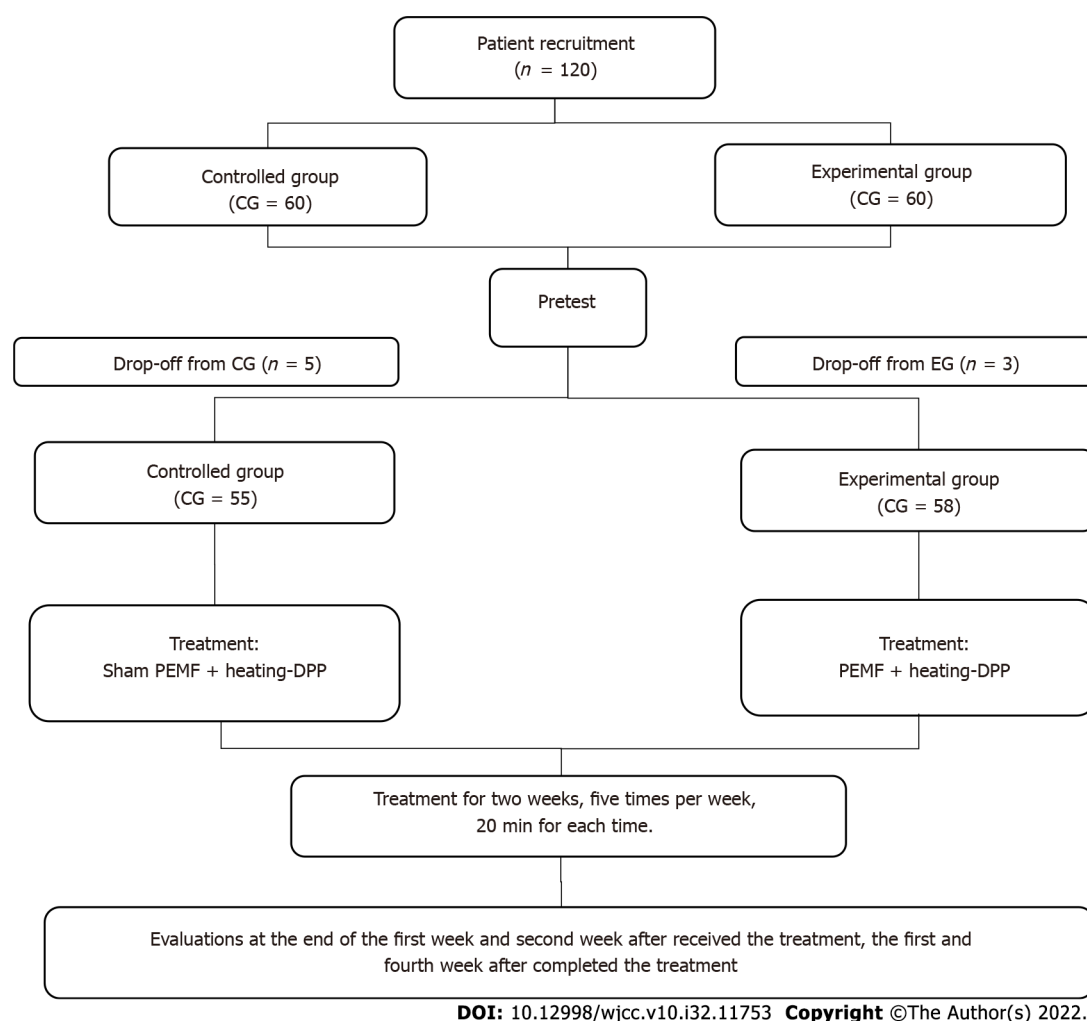 Patient recruitment
(n = 120)
Controlled group
(CG = 60)
Experimental group
(CG = 60)
Pretest
Drop-off from CG (n = 5)
Drop-off from EG (n = 3)
Controlled group
(CG = 55)
Experimental group
(CG = 58)
Treatment:
Sham PEMF + heating-DPP
Treatment:
PEMF + heating-DPP
Treatment for two weeks, five times per week,
20 min for each time.
Evaluations at the end of the first week and second week after received the treatment, the first and
fourth week after completed the treatment
DOI: 10.12998/wjcc.v10.i32.11753 Copyright ©The Author(s) 2022.